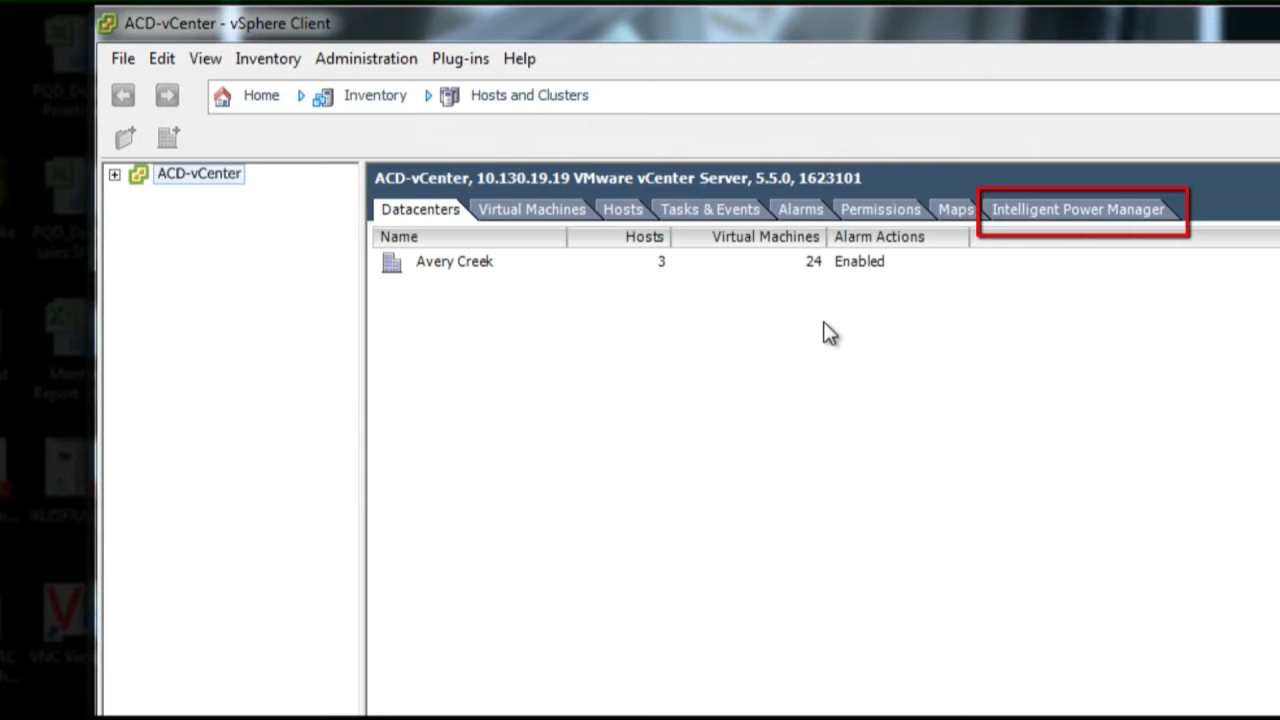 ACD-vCenter - vSphere Client
File Edit View Inventory Administration Plug-ins Help
Home Inventory Hosts and Clusters
ACD-vCenter
ACD-vCenter, 10.130.19.19 VMware vCenter Server, 5.5.0, 1623101
Datacenters Virtual Machines Hosts Tasks & Events Alarms Permissions Maps Intelligent Power Manager
Name Hosts Virtual Machines Alarm Actions
Avery Creek 3 24 Enabled
Report